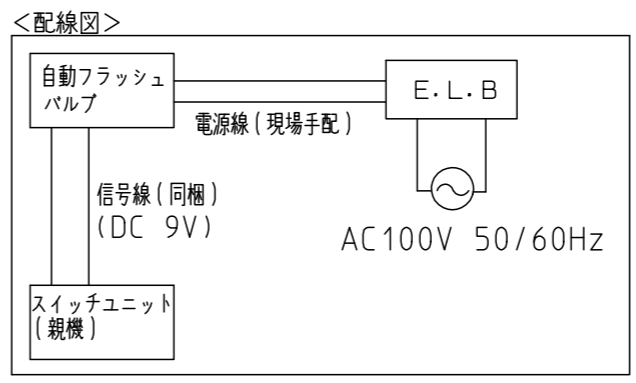 <配線図>
自動フラッシュ
バルブ
E.L.B
電源線(現場手配)
信号線(同梱)
(DC 9V)
AC100V 50/60Hz
スイッチユニット
(親機)